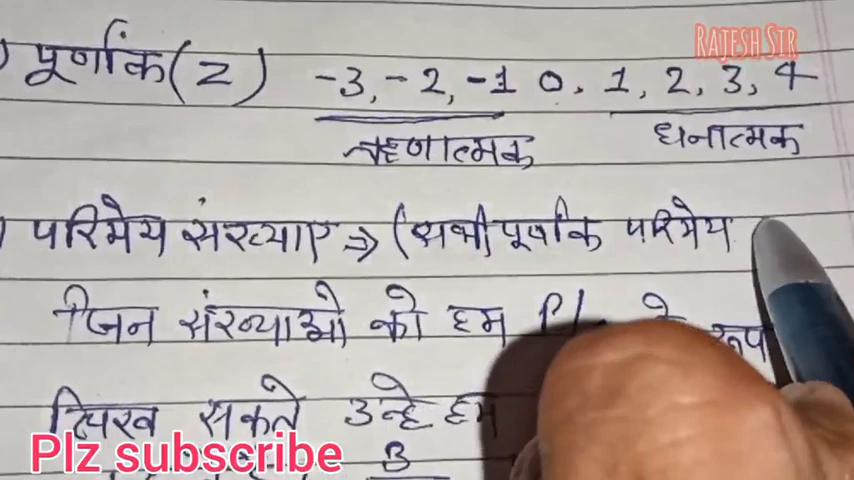 RAJESH SIR
पूर्णांक (Z) -3, -2, -1 0, 1, 2, 3, 4
ऋणात्मक धनात्मक
परिमेय संख्याए ⇒ (सभी पूर्णांक परिमेय
जिन संख्याओ को हम P/ के रूप
लिख सकते उन्हे हम
Plz subscribe
B